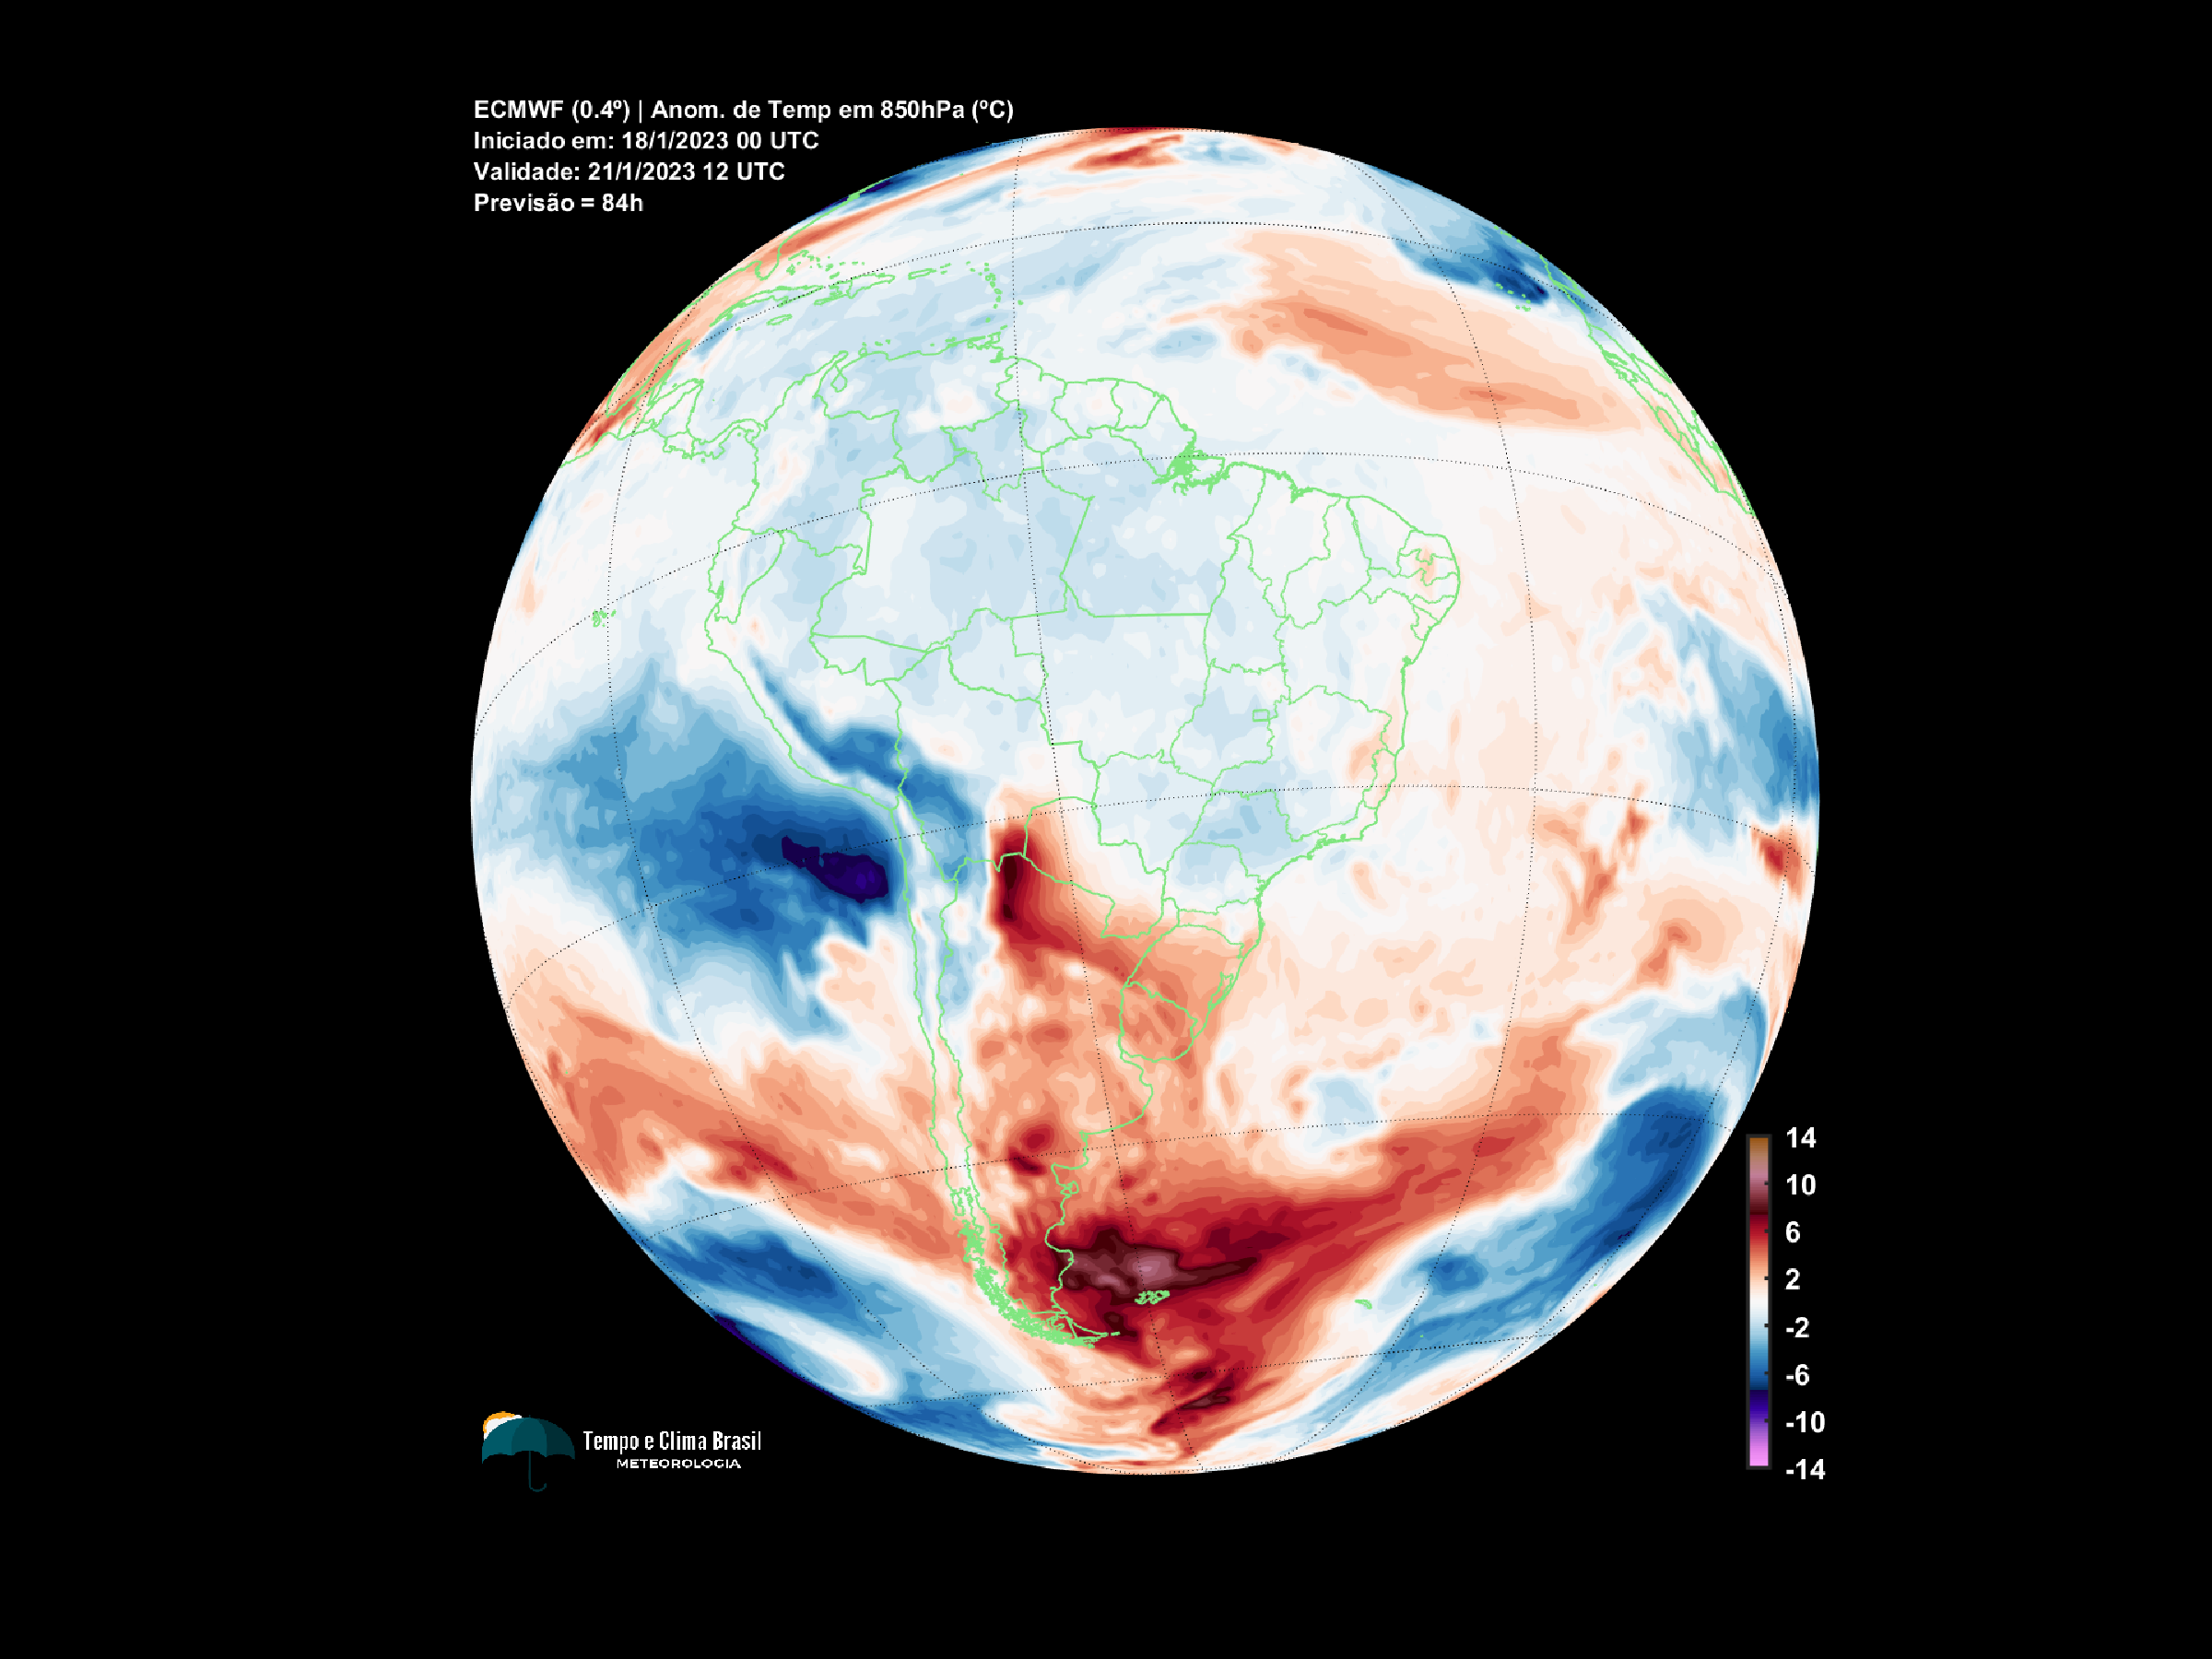 ECMWF (0.4º) | Anom. de Temp em 850hPa (ºC)
Iniciado em: 18/1/2023 00 UTC
Validade: 21/1/2023 12 UTC
Previsão = 84h
14
10
6
2
-2
-6
-10
-14
Tempo e Clima Brasil
METEOROLOGIA